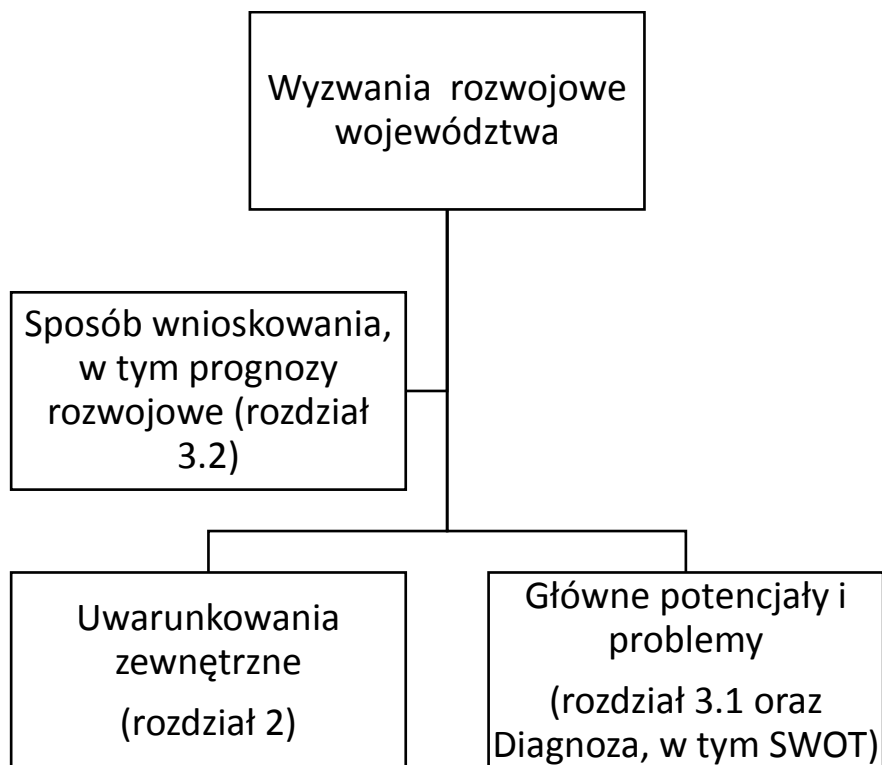 Wyzwania rozwojowe
województwa
Sposób wnioskowania,
w tym prognozy
rozwojowe (rozdział
3.2)
Uwarunkowania
zewnętrzne
(rozdział 2)
Główne potencjały i
problemy
(rozdział 3.1 oraz
Diagnoza, w tym SWOT)